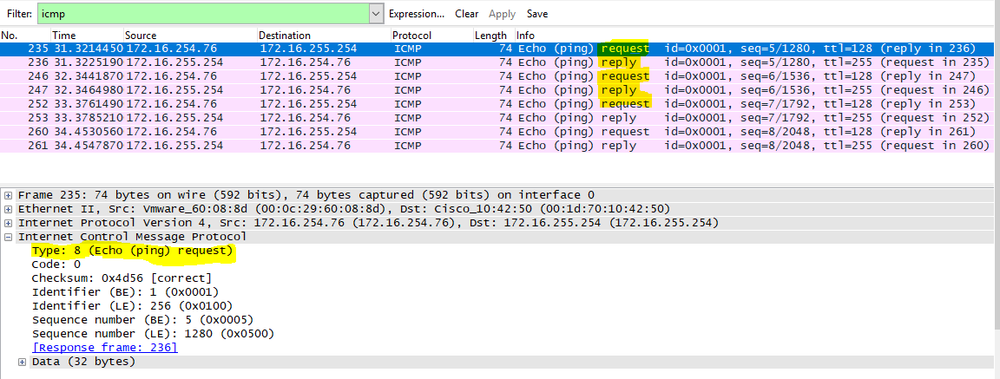 Filter: icmp Expression... Clear Apply Save
No. Time Source Destination Protocol Length Info
235 31.3214450 172.16.254.76 172.16.255.254 ICMP 74 Echo (ping) request id=0x0001, seq=5/1280, ttl=128 (reply in 236)
236 31.3225190 172.16.255.254 172.16.254.76 ICMP 74 Echo (ping) reply id=0x0001, seq=5/1280, ttl=255 (request in 235)
246 32.3441870 172.16.254.76 172.16.255.254 ICMP 74 Echo (ping) request id=0x0001, seq=6/1536, ttl=128 (reply in 247)
247 32.3464980 172.16.255.254 172.16.254.76 ICMP 74 Echo (ping) reply id=0x0001, seq=6/1536, ttl=255 (request in 246)
252 33.3761490 172.16.254.76 172.16.255.254 ICMP 74 Echo (ping) request id=0x0001, seq=7/1792, ttl=128 (reply in 253)
253 33.3785210 172.16.255.254 172.16.254.76 ICMP 74 Echo (ping) reply id=0x0001, seq=7/1792, ttl=255 (request in 252)
260 34.4530560 172.16.254.76 172.16.255.254 ICMP 74 Echo (ping) request id=0x0001, seq=8/2048, ttl=128 (reply in 261)
261 34.4547870 172.16.255.254 172.16.254.76 ICMP 74 Echo (ping) reply id=0x0001, seq=8/2048, ttl=255 (request in 260)
Frame 235: 74 bytes on wire (592 bits), 74 bytes captured (592 bits) on interface 0
Ethernet II, Src: Vmware_60:08:8d (00:0c:29:60:08:8d), Dst: Cisco_10:42:50 (00:1d:70:10:42:50)
Internet Protocol Version 4, Src: 172.16.254.76 (172.16.254.76), Dst: 172.16.255.254 (172.16.255.254)
Internet Control Message Protocol
Type: 8 (Echo (ping) request)
Code: 0
Checksum: 0x4d56 [correct]
Identifier (BE): 1 (0x0001)
Identifier (LE): 256 (0x0100)
Sequence number (BE): 5 (0x0005)
Sequence number (LE): 1280 (0x0500)
[Response frame: 236]
Data (32 bytes)